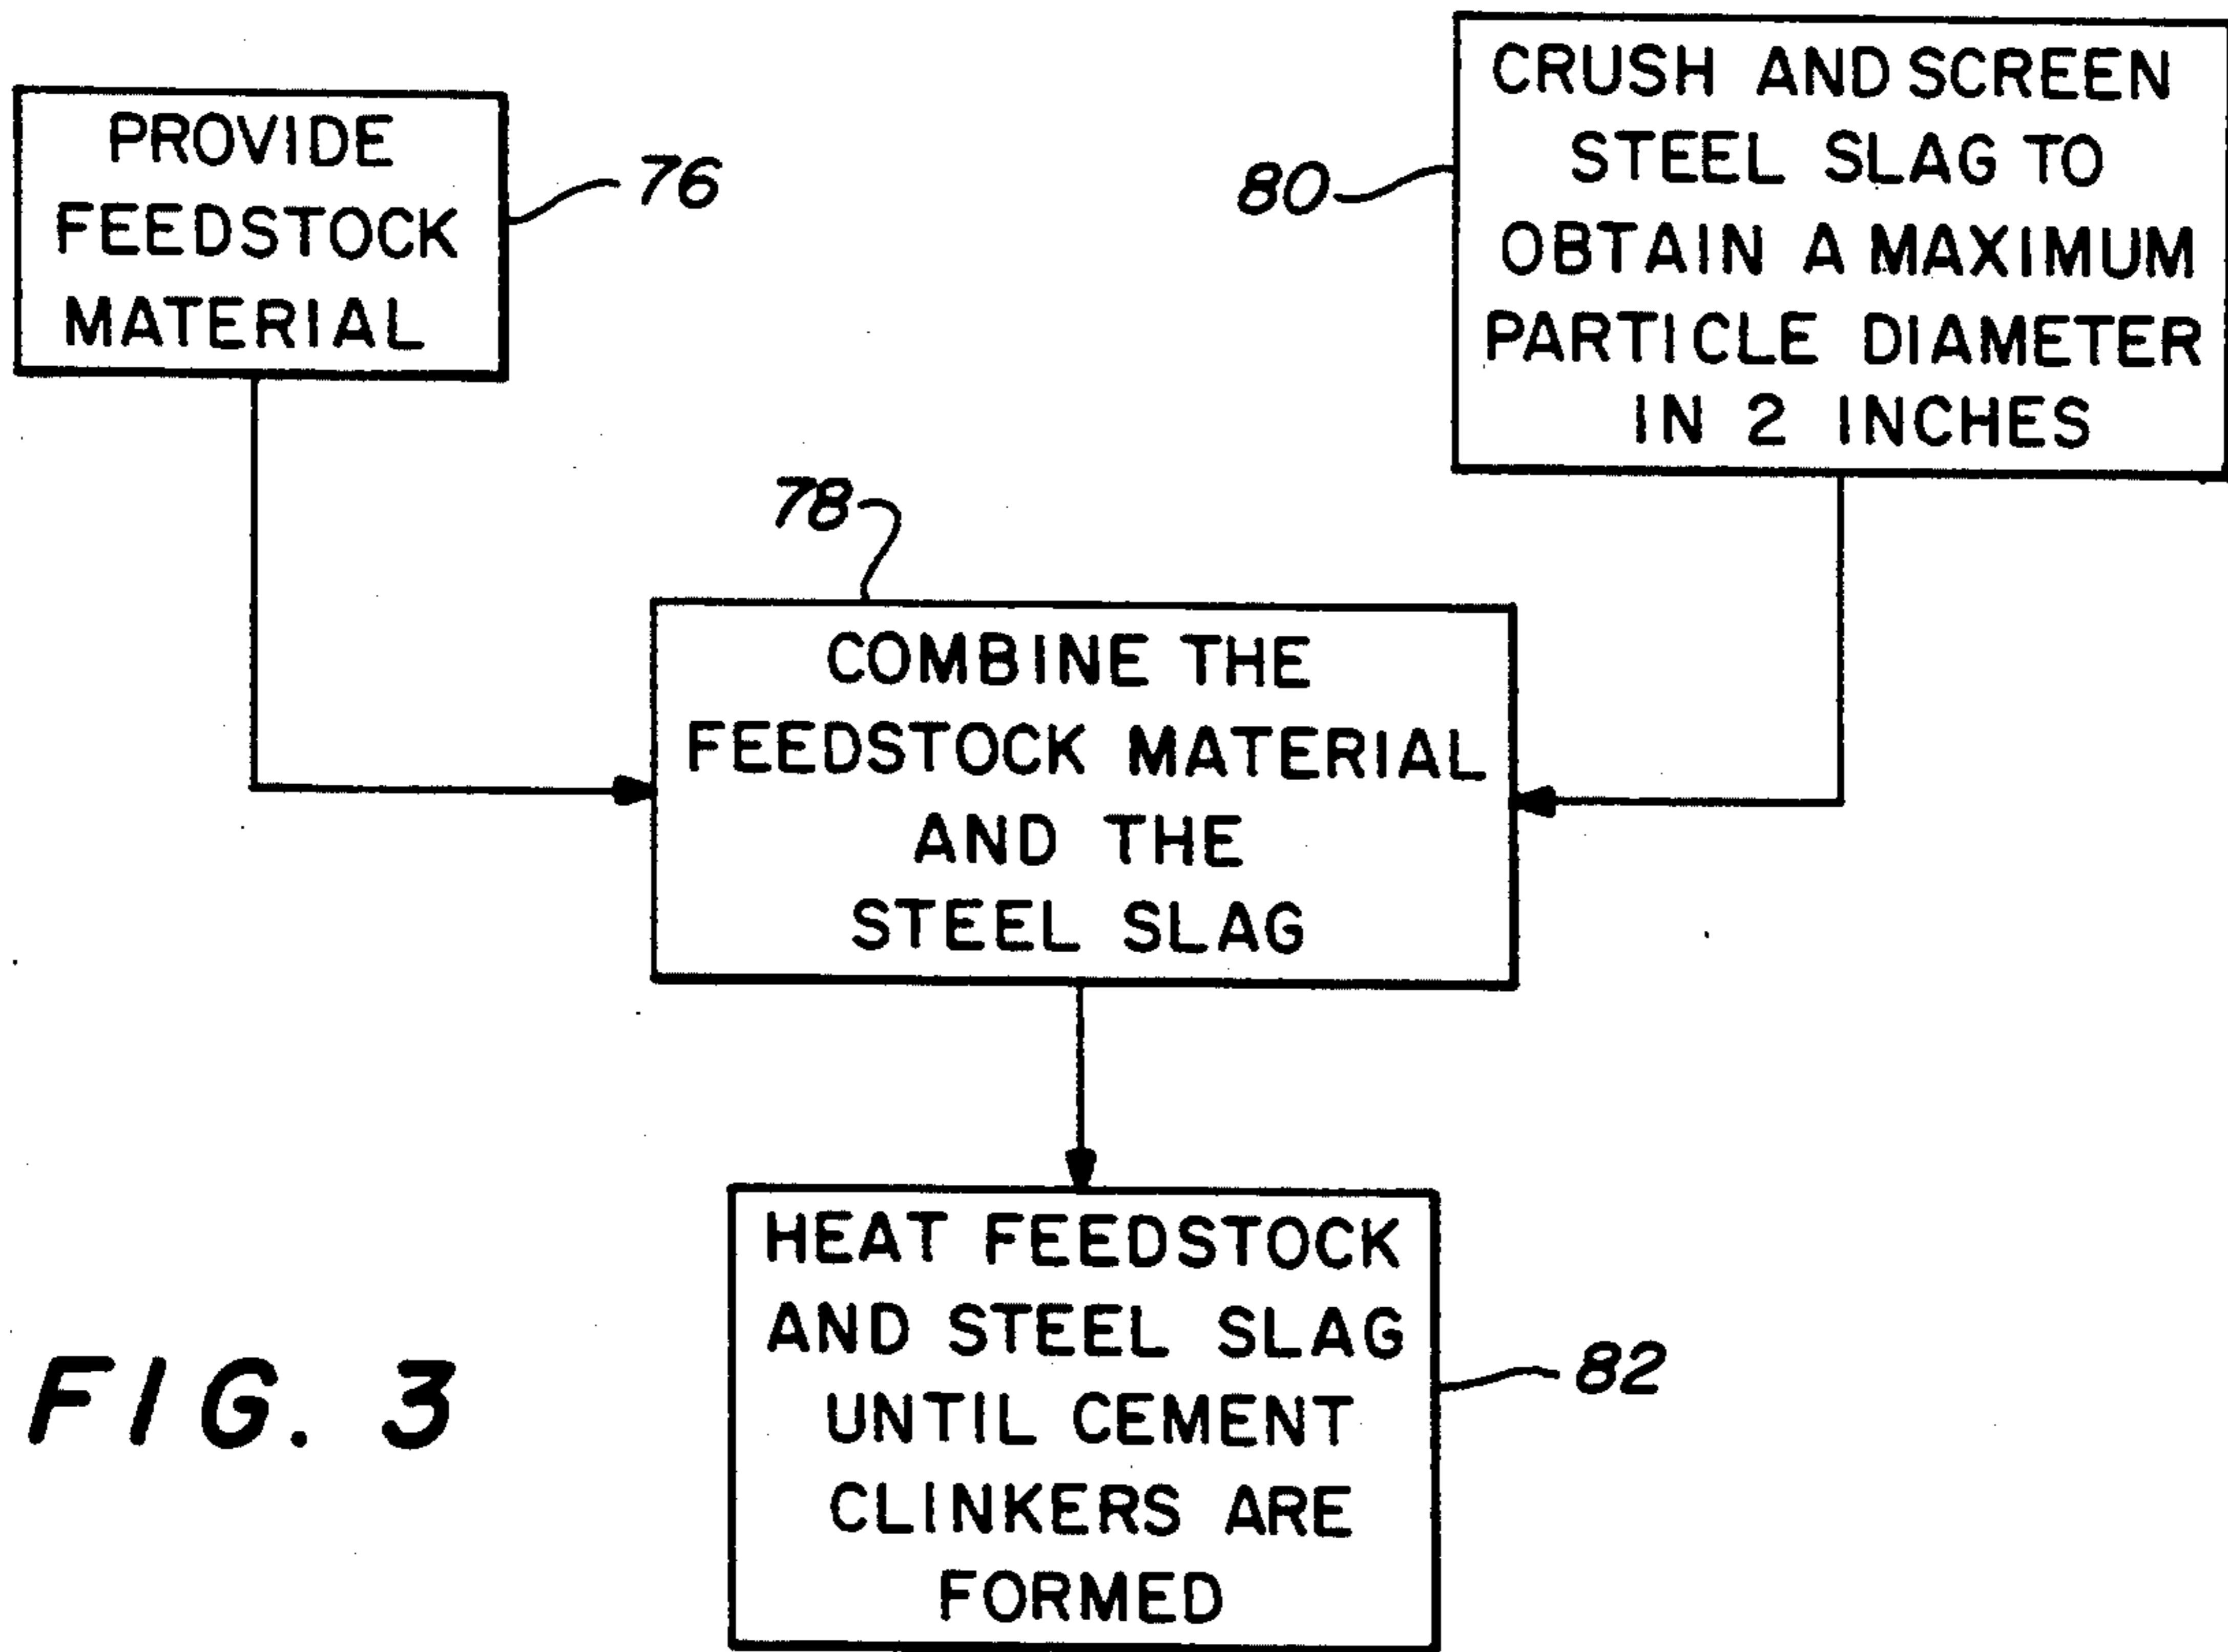 PROVIDE
FEEDSTOCK
MATERIAL
76
CRUSH AND SCREEN
STEEL SLAG TO
OBTAIN A MAXIMUM
PARTICLE DIAMETER
IN 2 INCHES
80
78
COMBINE THE
FEEDSTOCK MATERIAL
AND THE
STEEL SLAG
HEAT FEEDSTOCK
AND STEEL SLAG
UNTIL CEMENT
CLINKERS ARE
FORMED
82
FIG. 3